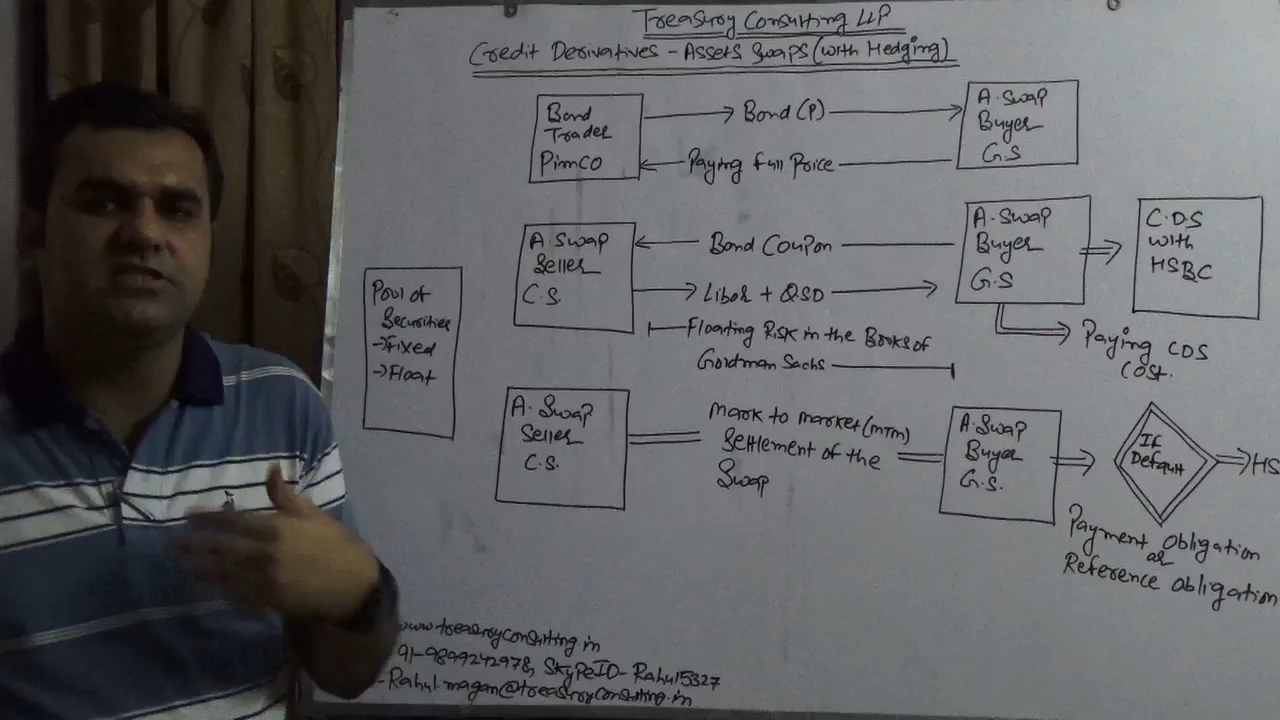 Treasury Consulting LLP
Credit Derivatives - Assets Swaps (with Hedging)
Bond
Trader
Pimco
Bond (P)
Paying full Price
A. Swap
Buyer
G.S
A. Swap
Seller
C.S.
Bond Coupon
Libor + QSD
A. Swap
Buyer
G.S
C.D.S
with
HSBC
Floating Risk in the Books of
Goldman Sachs
Paying CDS
Cost.
Pool of
Securities
→ Fixed
→ Float
A. Swap
Seller
C.S.
Mark to market (MTM)
Settlement of the
Swap
A. Swap
Buyer
G.S.
If
Default
HS
Payment Obligation
or
Reference Obligation
www.treasuryconsulting.in
91-9899242978, Skype ID - Rahul5327
- Rahul.magan@treasuryconsulting.in